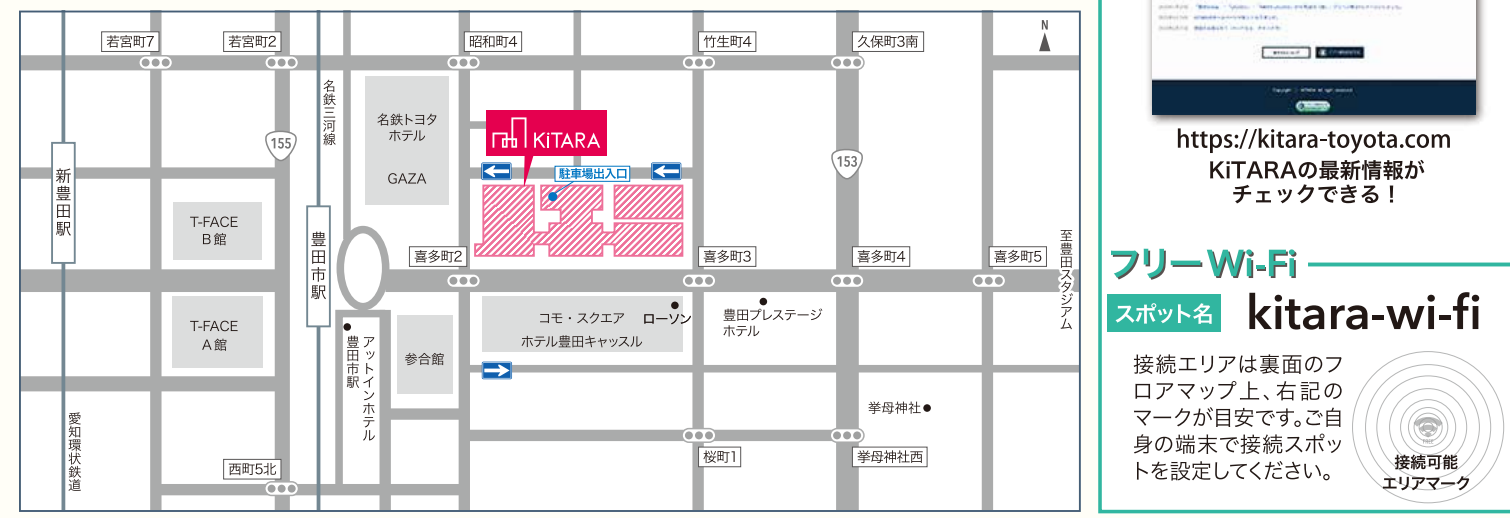 若宮町7
若宮町2
昭和町4
竹生町4
久保町3南
N
名鉄三河線
155
名鉄トヨタ
ホテル
GAZA
KiTARA
駐車場出入口
153
新豊田駅
T-FACE
B館
豊田市駅
喜多町2
喜多町3
喜多町4
喜多町5
至豊田スタジアム
T-FACE
A館
コモ・スクエア
ローソン
ホテル豊田キャッスル
豊田プレステージ
ホテル
アットインホテル
豊田市駅
参合館
挙母神社
愛知環状鉄道
西町5北
桜町1
挙母神社西
https://kitara-toyota.com
KiTARAの最新情報が
チェックできる！
フリーWi-Fi
スポット名
kitara-wi-fi
接続エリアは裏面のフ
ロアマップ上、右記の
マークが目安です。ご自
身の端末で接続スポッ
トを設定してください。
接続可能
エリアマーク